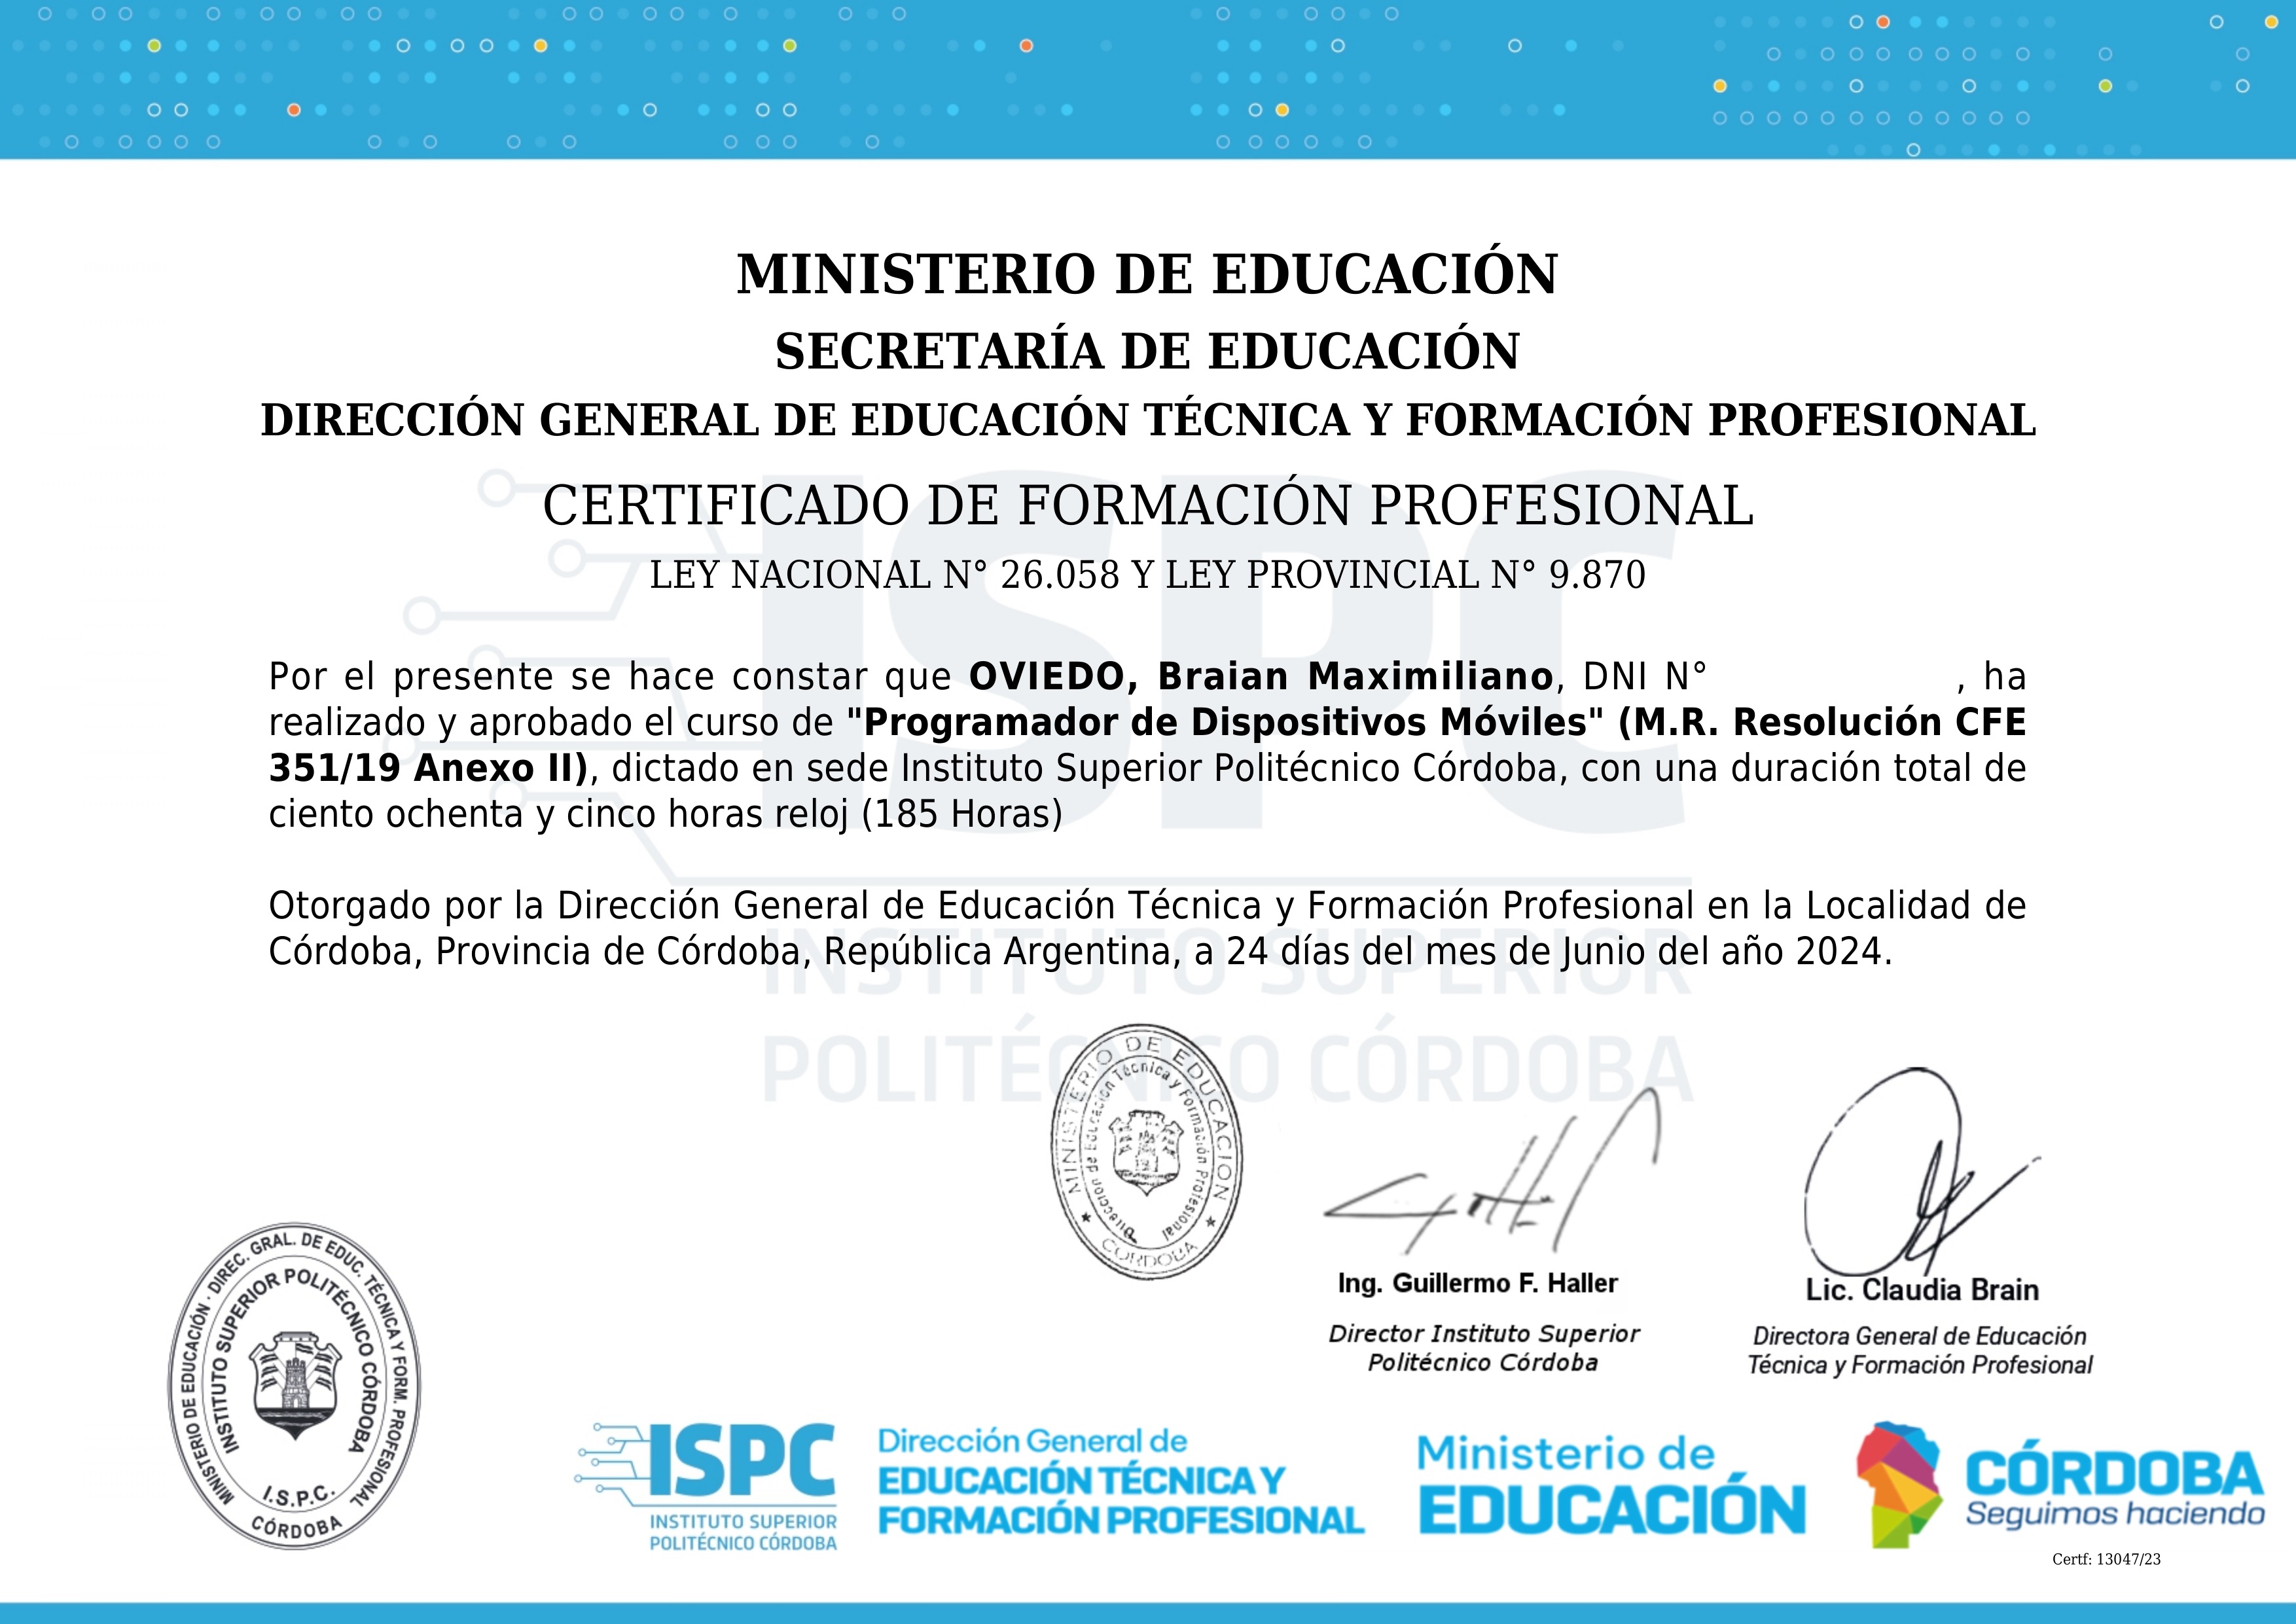 MINISTERIO DE EDUCACIÓN
SECRETARÍA DE EDUCACIÓN
DIRECCIÓN GENERAL DE EDUCACIÓN TÉCNICA Y FORMACIÓN PROFESIONAL
CERTIFICADO DE FORMACIÓN PROFESIONAL
LEY NACIONAL N° 26.058 Y LEY PROVINCIAL N° 9.870
Por el presente se hace constar que OVIEDO, Braian Maximiliano, DNI N° , ha
realizado y aprobado el curso de "Programador de Dispositivos Móviles" (M.R. Resolución CFE
351/19 Anexo II), dictado en sede Instituto Superior Politécnico Córdoba, con una duración total de
ciento ochenta y cinco horas reloj (185 Horas)
Otorgado por la Dirección General de Educación Técnica y Formación Profesional en la Localidad de
Córdoba, Provincia de Córdoba, República Argentina, a 24 días del mes de Junio del año 2024.
ISPC
INSTITUTO SUPERIOR
POLITÉCNICO CÓRDOBA
MINISTERIO DE EDUCACION
Dirección de Educación Técnica y Formación Profesional
CORDOBA
Ing. Guillermo F. Haller
Director Instituto Superior
Politécnico Córdoba
Lic. Claudia Brain
Directora General de Educación
Técnica y Formación Profesional
MINISTERIO DE EDUCACIÓN · DIREC. GRAL. DE EDUC. TÉCNICA Y FORM. PROFESIONAL
INSTITUTO SUPERIOR POLITÉCNICO CÓRDOBA
I.S.P.C.
CÓRDOBA
ISPC
INSTITUTO SUPERIOR
POLITÉCNICO CÓRDOBA
Dirección General de
EDUCACIÓN TÉCNICA Y
FORMACIÓN PROFESIONAL
Ministerio de
EDUCACIÓN
CÓRDOBA
Seguimos haciendo
Certf: 13047/23